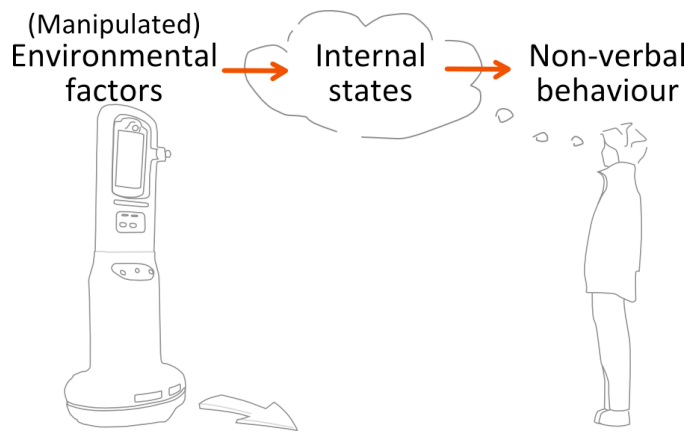 (Manipulated)
Environmental
factors
Internal
states
Non-verbal
behaviour